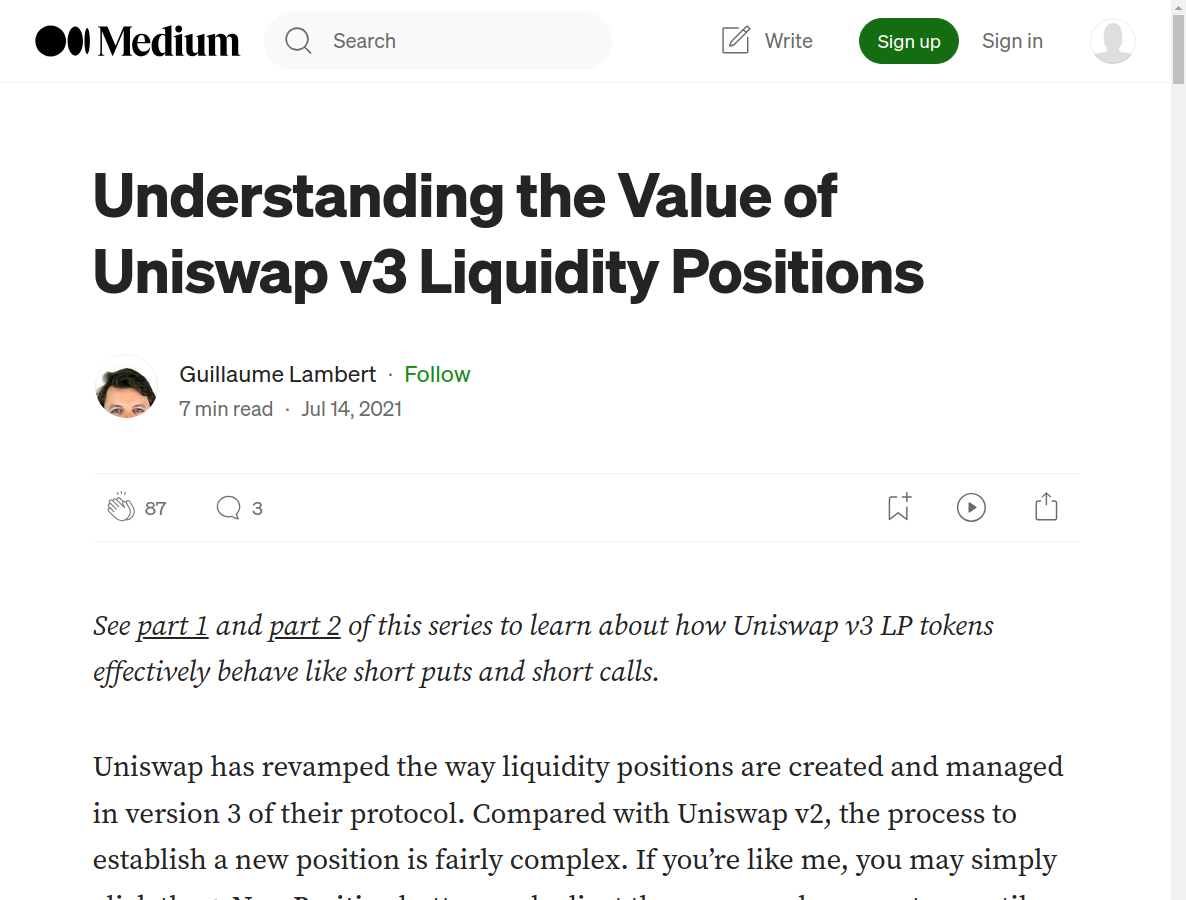 Medium
Search
Write
Sign up
Sign in
Understanding the Value of
Uniswap v3 Liquidity Positions
Guillaume Lambert · Follow
7 min read · Jul 14, 2021
87
3
See part 1 and part 2 of this series to learn about how Uniswap v3 LP tokens
effectively behave like short puts and short calls.
Uniswap has revamped the way liquidity positions are created and managed
in version 3 of their protocol. Compared with Uniswap v2, the process to
establish a new position is fairly complex. If you’re like me, you may simply